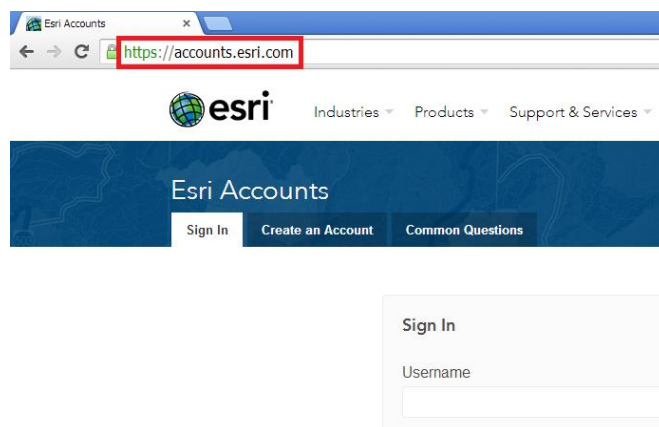 Esri Accounts
https://accounts.esri.com
esri Industries Products Support & Services
Esri Accounts
Sign In Create an Account Common Questions
Sign In
Username